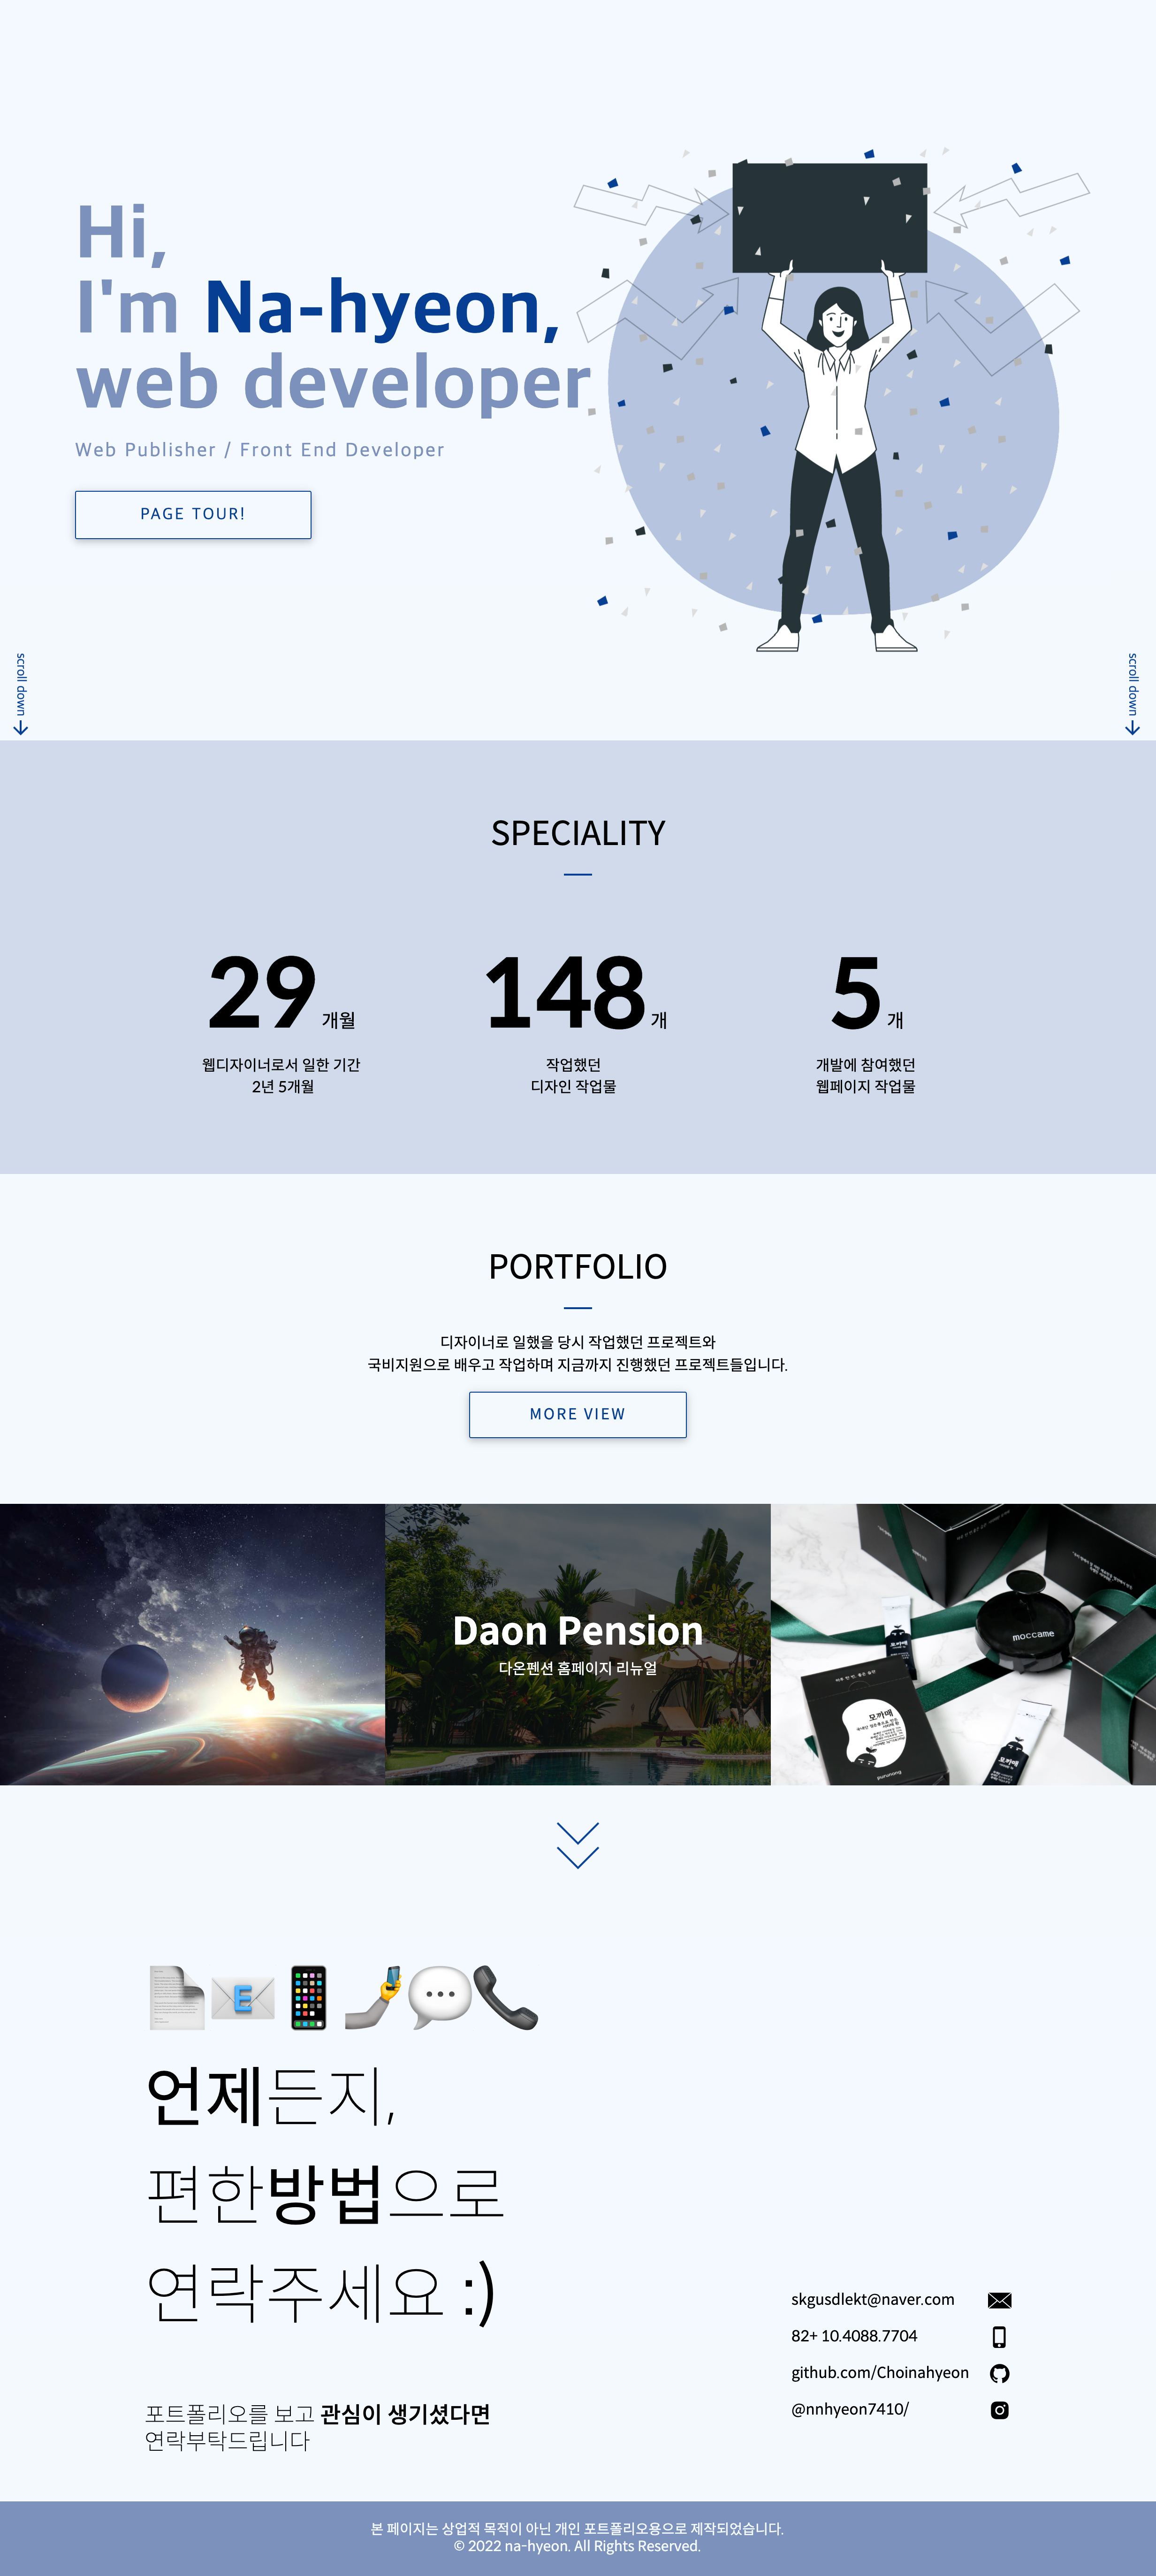 Hi,
I'm Na-hyeon,
web developer
Web Publisher / Front End Developer
PAGE TOUR!
scroll down
scroll down
SPECIALITY
29 개월
웹디자이너로서 일한 기간
2년 5개월
148 개
작업했던
디자인 작업물
5 개
개발에 참여했던
웹페이지 작업물
PORTFOLIO
디자이너로 일했을 당시 작업했던 프로젝트와
국비지원으로 배우고 작업하며 지금까지 진행했던 프로젝트들입니다.
MORE VIEW
Daon Pension
다온펜션 홈페이지 리뉴얼
moccame
모까매
purunong
모까매
모까매
언제든지,
편한방법으로
연락주세요 :)
포트폴리오를 보고 관심이 생기셨다면
연락부탁드립니다
skgusdlekt@naver.com
82+ 10.4088.7704
github.com/Choinahyeon
@nnhyeon7410/
본 페이지는 상업적 목적이 아닌 개인 포트폴리오용으로 제작되었습니다.
© 2022 na-hyeon. All Rights Reserved.